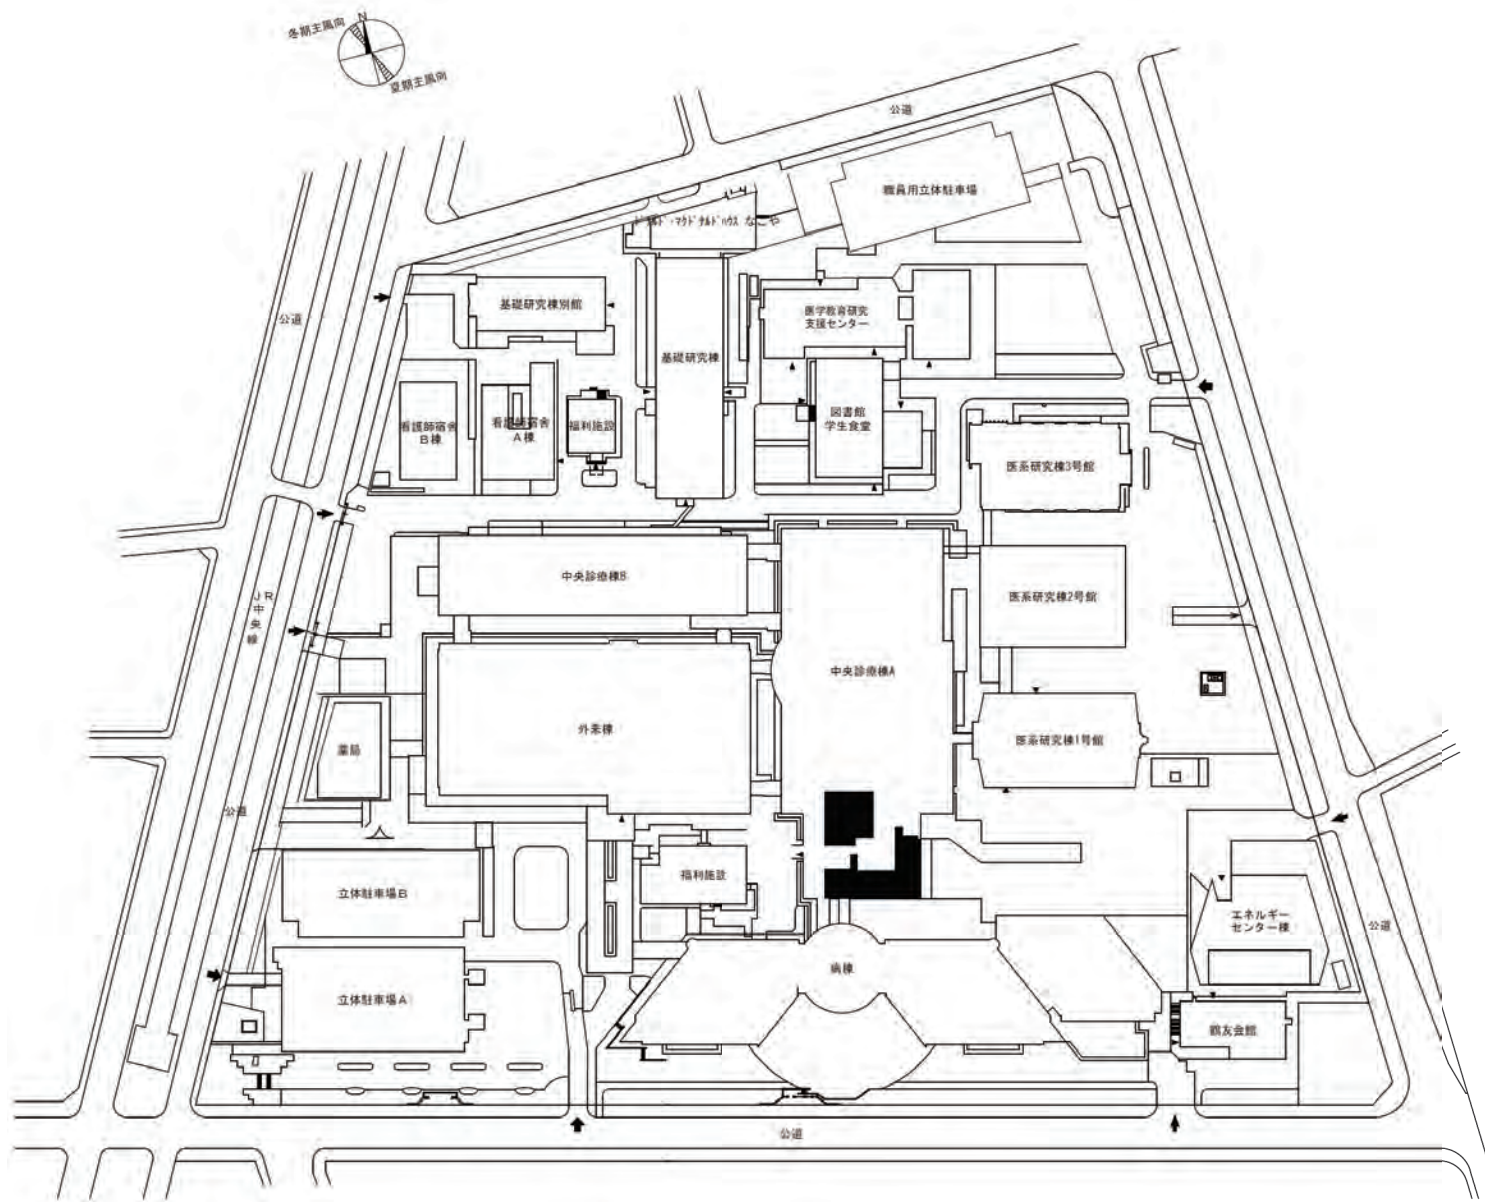 冬期主風向
N
夏期主風向
公道
職員用立体駐車場
ドナルド・マクドナルドハウス なごや
基礎研究棟別館
公道
医学教育研究
支援センター
基礎研究棟
看護師宿舎
B棟
看護師宿舎
A棟
福利施設
図書館
学生食堂
医系研究棟3号館
中央診療棟B
JR
中
央
線
医系研究棟2号館
中央診療棟A
外来棟
医系研究棟1号館
薬局
公道
立体駐車場B
福利施設
エネルギー
センター棟
公道
病棟
立体駐車場A
鶴友会館
公道